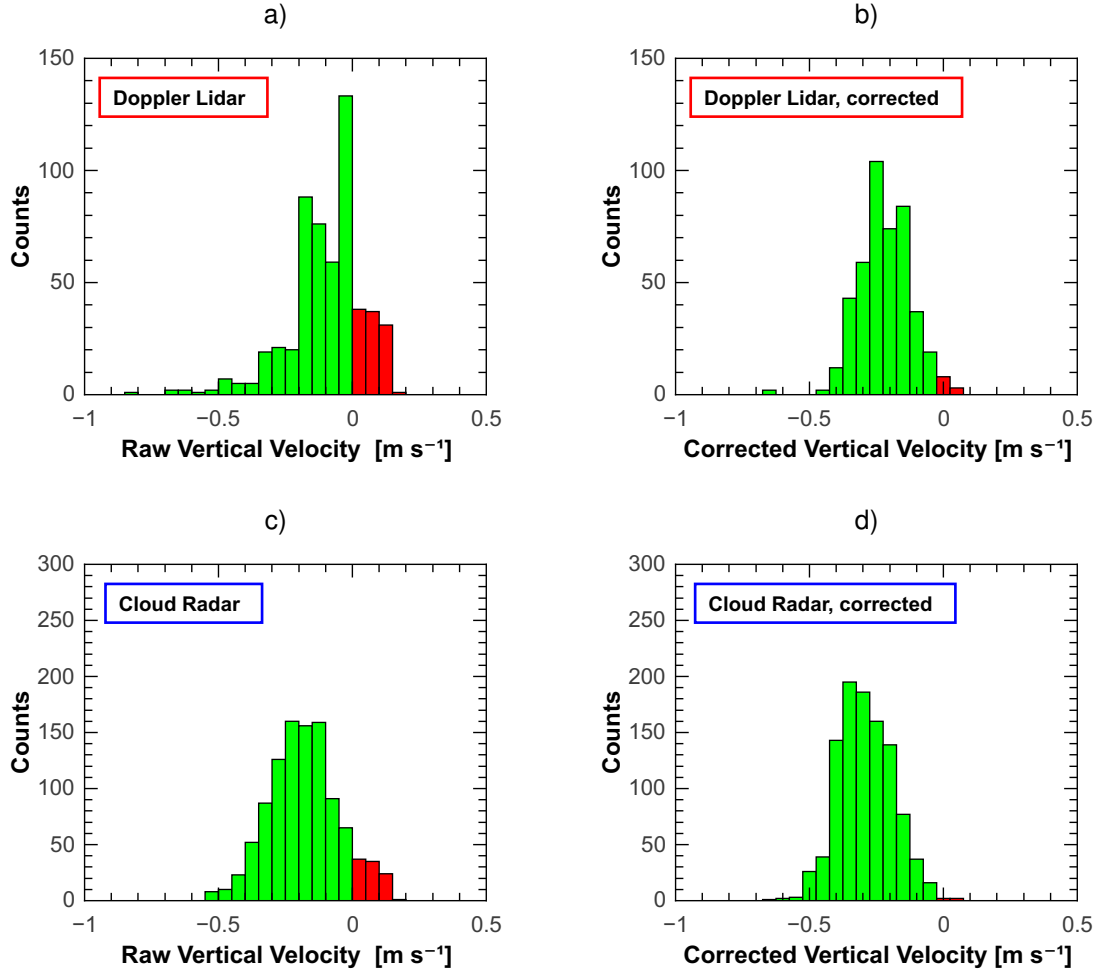 a)
150
100
50
0
Counts
Doppler Lidar
−1
−0.5
0
0.5
Raw Vertical Velocity [m s⁻¹]
b)
150
100
50
0
Counts
Doppler Lidar, corrected
−1
−0.5
0
0.5
Corrected Vertical Velocity [m s⁻¹]
c)
300
250
200
150
100
50
0
Counts
Cloud Radar
−1
−0.5
0
0.5
Raw Vertical Velocity [m s⁻¹]
d)
300
250
200
150
100
50
0
Counts
Cloud Radar, corrected
−1
−0.5
0
0.5
Corrected Vertical Velocity [m s⁻¹]